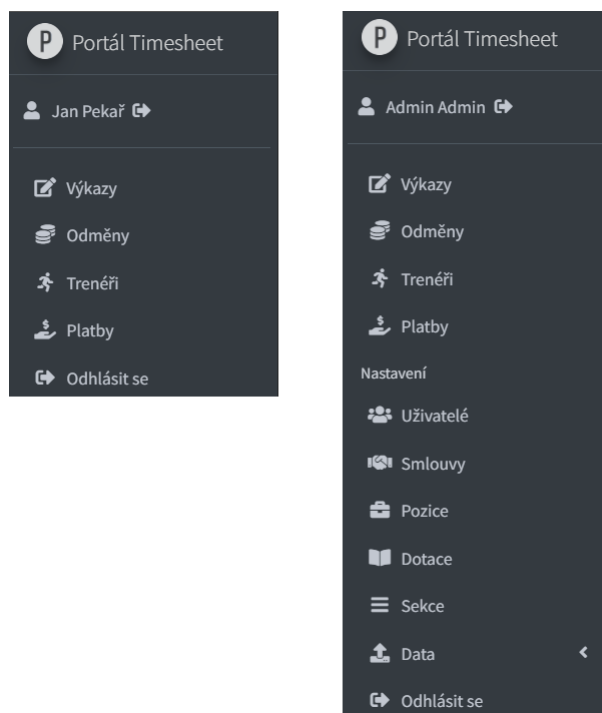 P Portál Timesheet
Jan Pekař
Výkazy
Odměny
Trenéři
Platby
Odhlásit se
P Portál Timesheet
Admin Admin
Výkazy
Odměny
Trenéři
Platby
Nastavení
Uživatelé
Smlouvy
Pozice
Dotace
Sekce
Data
Odhlásit se